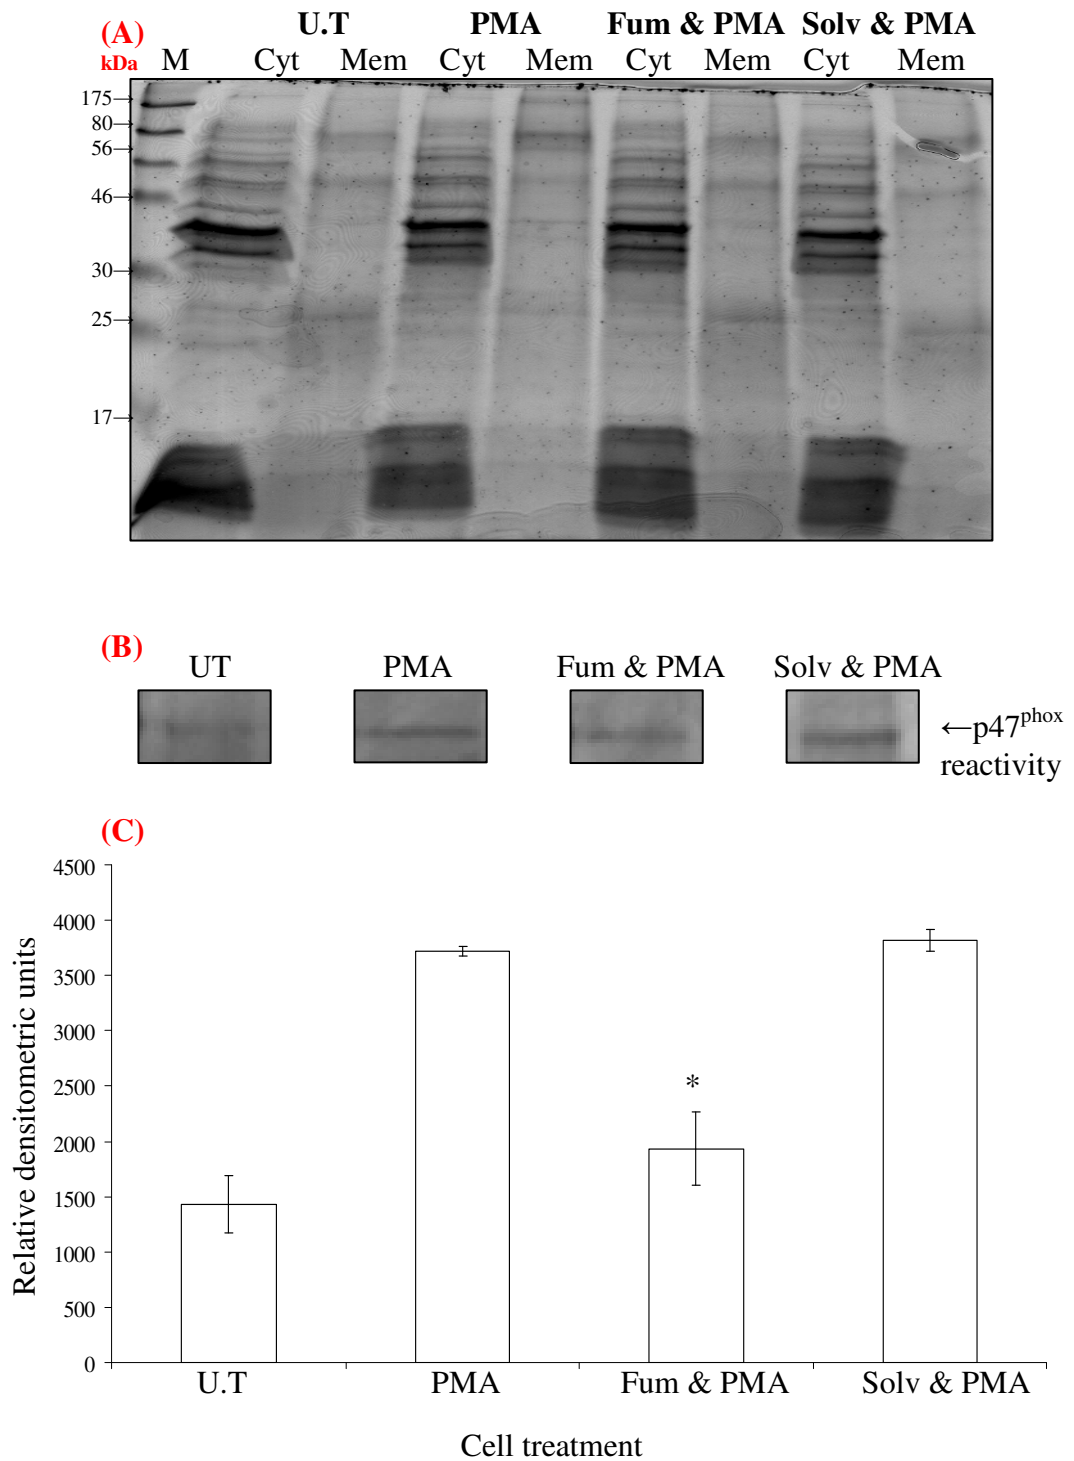 (A) U.T PMA Fum & PMA Solv & PMA
kDa M Cyt Mem Cyt Mem Cyt Mem Cyt Mem
175→
80→
56→
46→
30→
25→
17→
(B)
UT PMA Fum & PMA Solv & PMA
←p47phox
reactivity
(C)
4500
4000
3500
3000
2500
2000
1500
1000
500
0
Relative densitometric units
*
U.T PMA Fum & PMA Solv & PMA
Cell treatment